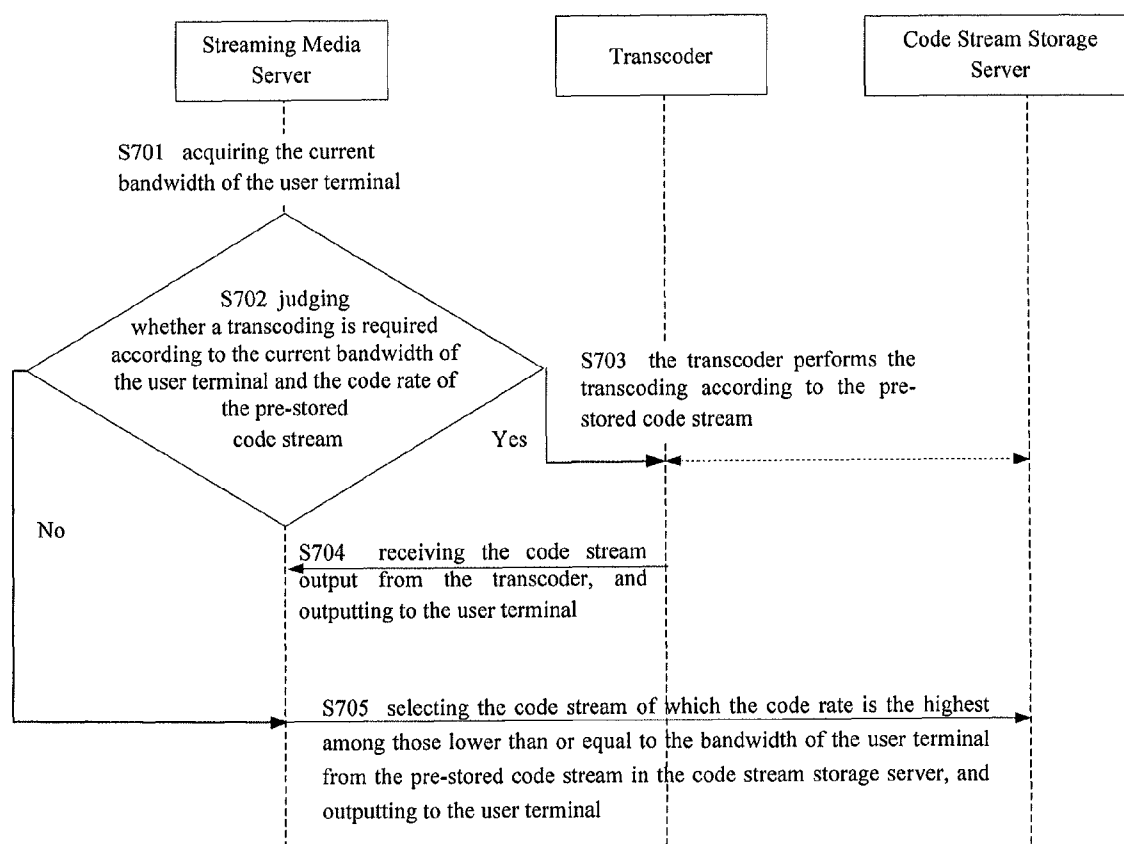 Streaming Media
Server
Transcoder
Code Stream Storage
Server
S701 acquiring the current
bandwidth of the user terminal
S702 judging
whether a transcoding is required
according to the current bandwidth of
the user terminal and the code rate of
the pre-stored
code stream
S703 the transcoder performs the
transcoding according to the pre-
stored code stream
Yes
No
S704 receiving the code stream
output from the transcoder, and
outputting to the user terminal
S705 selecting the code stream of which the code rate is the highest
among those lower than or equal to the bandwidth of the user terminal
from the pre-stored code stream in the code stream storage server, and
outputting to the user terminal